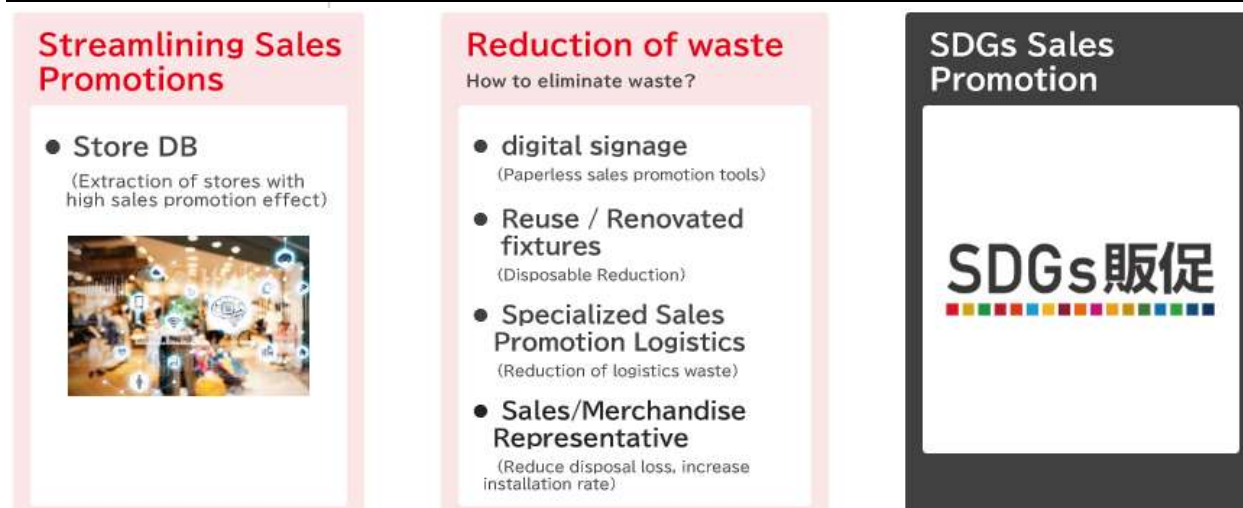 Streamlining Sales
Promotions
● Store DB
(Extraction of stores with
high sales promotion effect)
Reduction of waste
How to eliminate waste?
● digital signage
(Paperless sales promotion tools)
● Reuse / Renovated
fixtures
(Disposable Reduction)
● Specialized Sales
Promotion Logistics
(Reduction of logistics waste)
● Sales/Merchandise
Representative
(Reduce disposal loss, increase
installation rate)
SDGs Sales
Promotion
SDGs販促